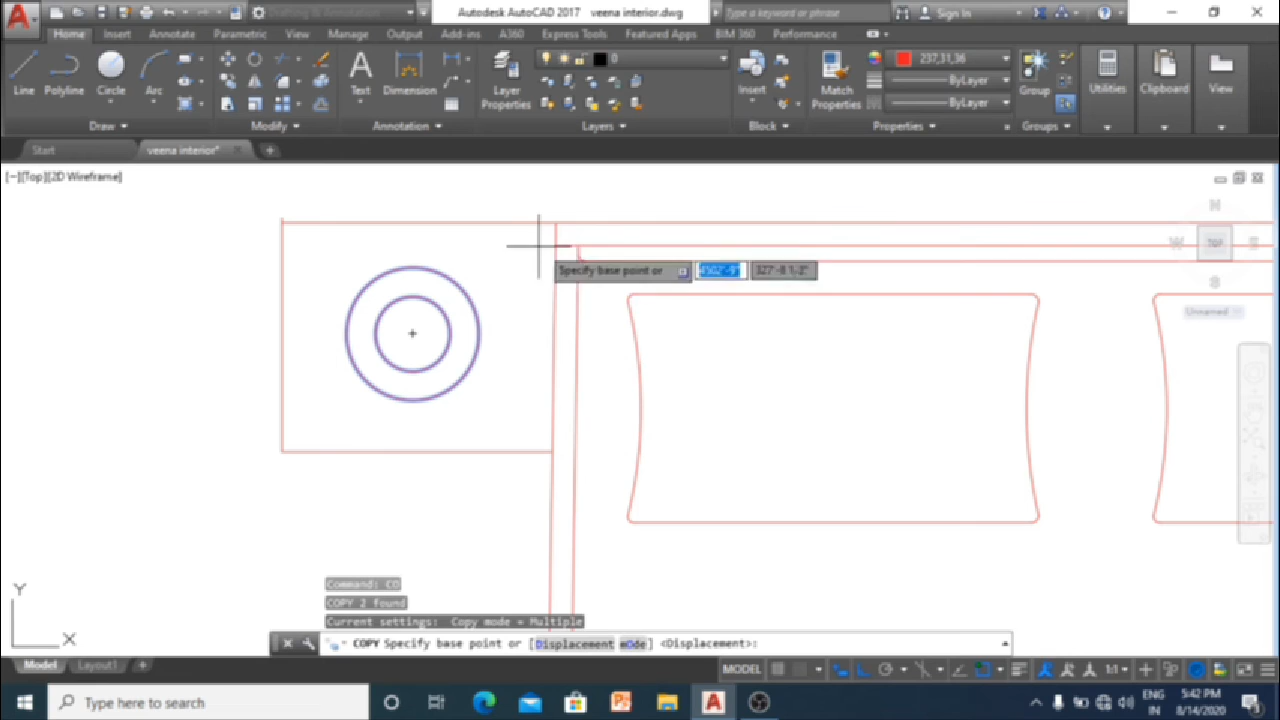 Autodesk AutoCAD 2017 veena interior.dwg
Type a keyword or phrase
Sign In
Home Insert Annotate Parametric View Manage Output Add-ins A360 Express Tools Featured Apps BIM 360 Performance
Line Polyline Circle Arc
Text Dimension
Layer Properties
0
Insert
Match Properties
237,31,36
ByLayer
ByLayer
Group Utilities Clipboard View
Draw Modify Annotation Layers Block Properties Groups
Start veena interior*
[−][Top][2D Wireframe]
TOP
Unnamed
Specify base point or 4502'-9"
Y
X
Command: CO
COPY 2 found
Current settings: Copy mode = Multiple
COPY Specify base point or [Displacement mOde] <Displacement>:
Model Layout1
MODEL 1:1
Type here to search
ENG
IN
5:42 PM
8/14/2020